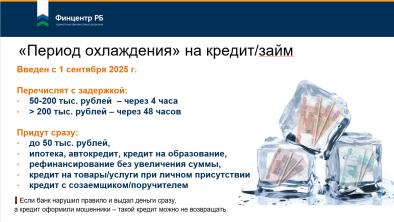 Финцентр РБ
«Период охлаждения» на кредит/займ
Введен с 1 сентября 2025 г.
Перечислят с задержкой:
• 50-200 тыс. рублей – через 4 часа
• > 200 тыс. рублей – через 48 часов
Придут сразу:
• до 50 тыс. рублей,
• ипотека, автокредит, кредит на образование,
• рефинансирование без увеличения суммы,
• кредит на товары/услуги при личном присутствии
• кредит с созаемщиком/поручителем
Если банк нарушил правило и выдал деньги сразу,
а кредит оформили мошенники – такой кредит можно не возвращать